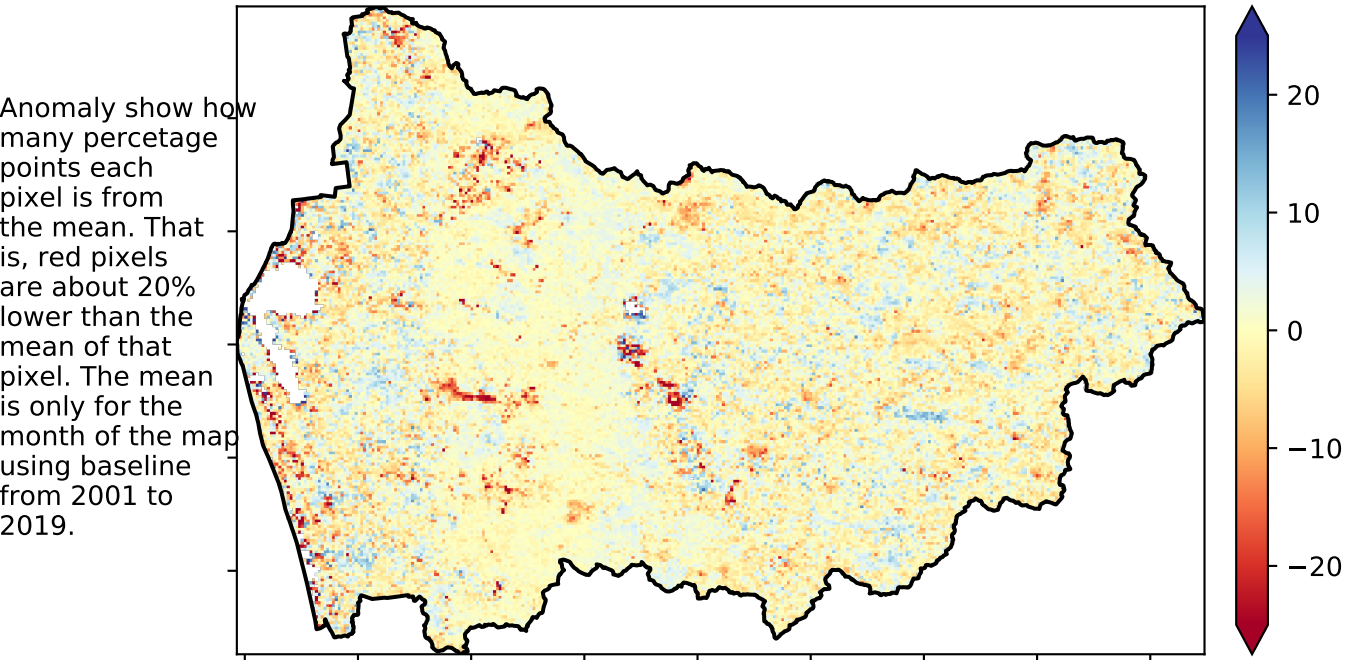 Anomaly show how
many percetage
points each
pixel is from
the mean. That
is, red pixels
are about 20%
lower than the
mean of that
pixel. The mean
is only for the
month of the map
using baseline
from 2001 to
2019.
20
10
0
−10
−20